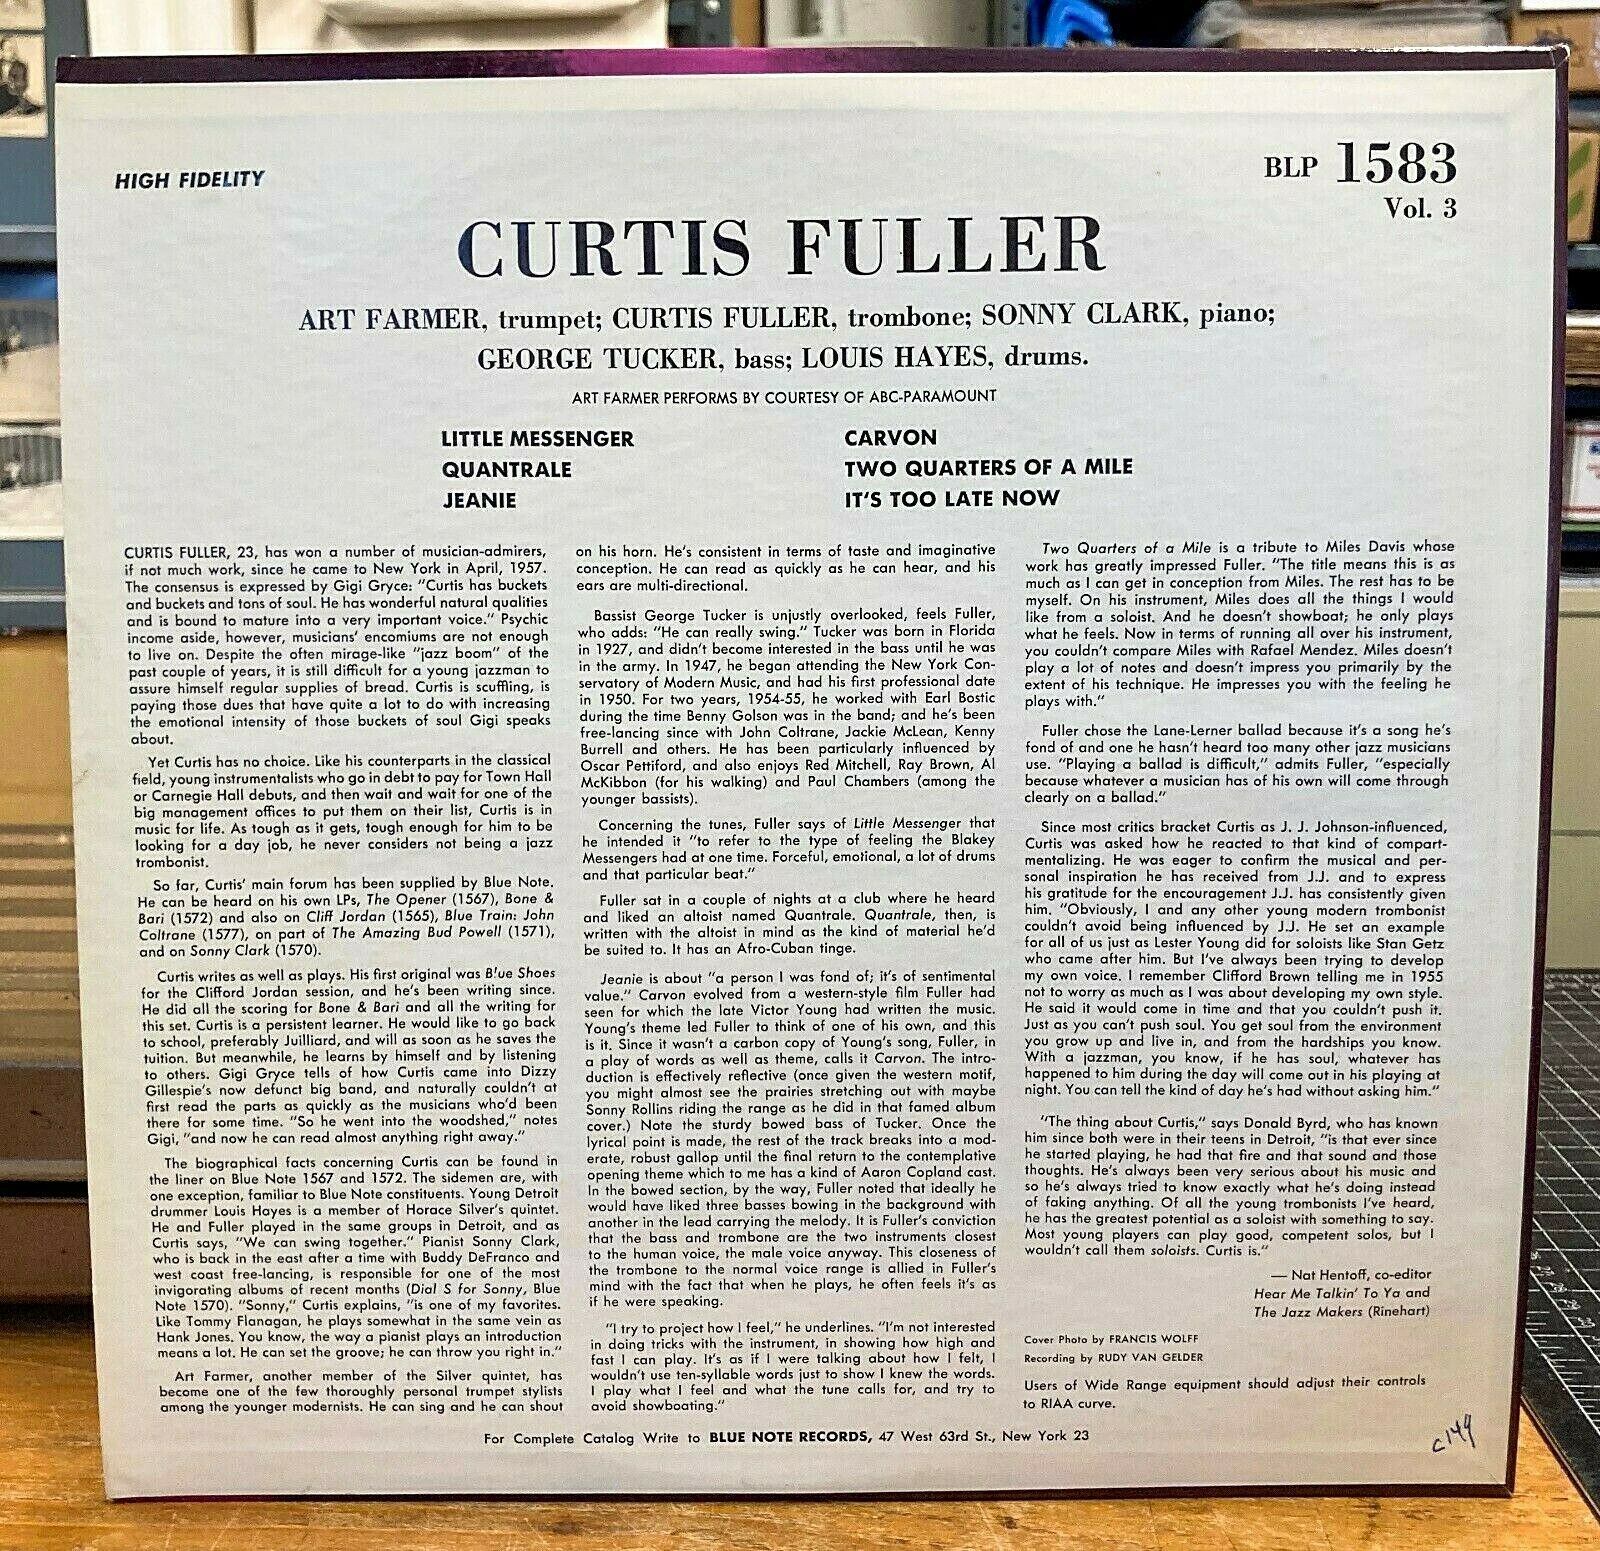 HIGH FIDELITY
BLP 1583
Vol. 3
CURTIS FULLER
ART FARMER, trumpet; CURTIS FULLER, trombone; SONNY CLARK, piano;
GEORGE TUCKER, bass; LOUIS HAYES, drums.
ART FARMER PERFORMS BY COURTESY OF ABC-PARAMOUNT
LITTLE MESSENGER
QUANTRALE
JEANIE
CARVON
TWO QUARTERS OF A MILE
IT'S TOO LATE NOW
CURTIS FULLER, 23, has won a number of musician-admirers,
if not much work, since he came to New York in April, 1957.
The consensus is expressed by Gigi Gryce: "Curtis has buckets
and buckets and tons of soul. He has wonderful natural qualities
and is bound to mature into a very important voice." Psychic
income aside, however, musicians' encomiums are not enough
to live on. Despite the often mirage-like "jazz boom" of the
past couple of years, it is still difficult for a young jazzman to
assure himself regular supplies of bread. Curtis is scuffling, is
paying those dues that have quite a lot to do with increasing
the emotional intensity of those buckets of soul Gigi speaks
about.
Yet Curtis has no choice. Like his counterparts in the classical
field, young instrumentalists who go in debt to pay for Town Hall
or Carnegie Hall debuts, and then wait and wait for one of the
big management offices to put them on their list, Curtis is in
music for life. As tough as it gets, tough enough for him to be
looking for a day job, he never considers not being a jazz
trombonist.
So far, Curtis' main forum has been supplied by Blue Note.
He can be heard on his own LPs, The Opener (1567), Bone &
Bari (1572) and also on Cliff Jordan (1565), Blue Train: John
Coltrane (1577), on part of The Amazing Bud Powell (1571),
and on Sonny Clark (1570).
Curtis writes as well as plays. His first original was Blue Shoes
for the Clifford Jordan session, and he's been writing since.
He did all the scoring for Bone & Bari and all the writing for
this set. Curtis is a persistent learner. He would like to go back
to school, preferably Juilliard, and will as soon as he saves the
tuition. But meanwhile, he learns by himself and by listening
to others. Gigi Gryce tells of how Curtis came into Dizzy
Gillespie's now defunct big band, and naturally couldn't at
first read the parts as quickly as the musicians who'd been
there for some time. "So he went into the woodshed," notes
Gigi, "and now he can read almost anything right away."
The biographical facts concerning Curtis can be found in
the liner on Blue Note 1567 and 1572. The sidemen are, with
one exception, familiar to Blue Note constituents. Young Detroit
drummer Louis Hayes is a member of Horace Silver's quintet.
He and Fuller played in the same groups in Detroit, and as
Curtis says, "We can swing together." Pianist Sonny Clark,
who is back in the east after a time with Buddy DeFranco and
west coast free-lancing, is responsible for one of the most
invigorating albums of recent months (Dial S for Sonny, Blue
Note 1570). "Sonny," Curtis explains, "is one of my favorites.
Like Tommy Flanagan, he plays somewhat in the same vein as
Hank Jones. You know, the way a pianist plays an introduction
means a lot. He can set the groove; he can throw you right in."
Art Farmer, another member of the Silver quintet, has
become one of the few thoroughly personal trumpet stylists
among the younger modernists. He can sing and he can shout
on his horn. He's consistent in terms of taste and imaginative
conception. He can read as quickly as he can hear, and his
ears are multi-directional.
Bassist George Tucker is unjustly overlooked, feels Fuller,
who adds: "He can really swing." Tucker was born in Florida
in 1927, and didn't become interested in the bass until he was
in the army. In 1947, he began attending the New York Con-
servatory of Modern Music, and had his first professional date
in 1950. For two years, 1954-55, he worked with Earl Bostic
during the time Benny Golson was in the band; and he's been
free-lancing since with John Coltrane, Jackie McLean, Kenny
Burrell and others. He has been particularly influenced by
Oscar Pettiford, and also enjoys Red Mitchell, Ray Brown, Al
McKibbon (for his walking) and Paul Chambers (among the
younger bassists).
Concerning the tunes, Fuller says of Little Messenger that
he intended it "to refer to the type of feeling the Blakey
Messengers had at one time. Forceful, emotional, a lot of drums
and that particular beat."
Fuller sat in a couple of nights at a club where he heard
and liked an altoist named Quantrale. Quantrale, then, is
written with the altoist in mind as the kind of material he'd
be suited to. It has an Afro-Cuban tinge.
Jeanie is about "a person I was fond of; it's of sentimental
value." Carvon evolved from a western-style film Fuller had
seen for which the late Victor Young had written the music.
Young's theme led Fuller to think of one of his own, and this
is it. Since it wasn't a carbon copy of Young's song, Fuller, in
a play of words as well as theme, calls it Carvon. The intro-
duction is effectively reflective (once given the western motif,
you might almost see the prairies stretching out with maybe
Sonny Rollins riding the range as he did in that famed album
cover.) Note the sturdy bowed bass of Tucker. Once the
lyrical point is made, the rest of the track breaks into a mod-
erate, robust gallop until the final return to the contemplative
opening theme which to me has a kind of Aaron Copland cast.
In the bowed section, by the way, Fuller noted that ideally he
would have liked three basses bowing in the background with
another in the lead carrying the melody. It is Fuller's conviction
that the bass and trombone are the two instruments closest
to the human voice, the male voice anyway. This closeness of
the trombone to the normal voice range is allied in Fuller's
mind with the fact that when he plays, he often feels it's as
if he were speaking.
"I try to project how I feel," he underlines. "I'm not interested
in doing tricks with the instrument, in showing how high and
fast I can play. It's as if I were talking about how I felt, I
wouldn't use ten-syllable words just to show I knew the words.
I play what I feel and what the tune calls for, and try to
avoid showboating."
Two Quarters of a Mile is a tribute to Miles Davis whose
work has greatly impressed Fuller. "The title means this is as
much as I can get in conception from Miles. The rest has to be
myself. On his instrument, Miles does all the things I would
like from a soloist. And he doesn't showboat; he only plays
what he feels. Now in terms of running all over his instrument,
you couldn't compare Miles with Rafael Mendez. Miles doesn't
play a lot of notes and doesn't impress you primarily by the
extent of his technique. He impresses you with the feeling he
plays with."
Fuller chose the Lane-Lerner ballad because it's a song he's
fond of and one he hasn't heard too many other jazz musicians
use. "Playing a ballad is difficult," admits Fuller, "especially
because whatever a musician has of his own will come through
clearly on a ballad."
Since most critics bracket Curtis as J. J. Johnson-influenced,
Curtis was asked how he reacted to that kind of compart-
mentalizing. He was eager to confirm the musical and per-
sonal inspiration he has received from J.J. and to express
his gratitude for the encouragement J.J. has consistently given
him. "Obviously, I and any other young modern trombonist
couldn't avoid being influenced by J.J. He set an example
for all of us just as Lester Young did for soloists like Stan Getz
who came after him. But I've always been trying to develop
my own voice. I remember Clifford Brown telling me in 1955
not to worry as much as I was about developing my own style.
He said it would come in time and that you couldn't push it.
Just as you can't push soul. You get soul from the environment
you grow up and live in, and from the hardships you know.
With a jazzman, you know, if he has soul, whatever has
happened to him during the day will come out in his playing at
night. You can tell the kind of day he's had without asking him."
"The thing about Curtis," says Donald Byrd, who has known
him since both were in their teens in Detroit, "is that ever since
he started playing, he had that fire and that sound and those
thoughts. He's always been very serious about his music and
so he's always tried to know exactly what he's doing instead
of faking anything. Of all the young trombonists I've heard,
he has the greatest potential as a soloist with something to say.
Most young players can play good, competent solos, but I
wouldn't call them soloists. Curtis is."
— Nat Hentoff, co-editor
Hear Me Talkin' To Ya and
The Jazz Makers (Rinehart)
Cover Photo by FRANCIS WOLFF
Recording by RUDY VAN GELDER
Users of Wide Range equipment should adjust their controls
to RIAA curve.
For Complete Catalog Write to BLUE NOTE RECORDS, 47 West 63rd St., New York 23
c149